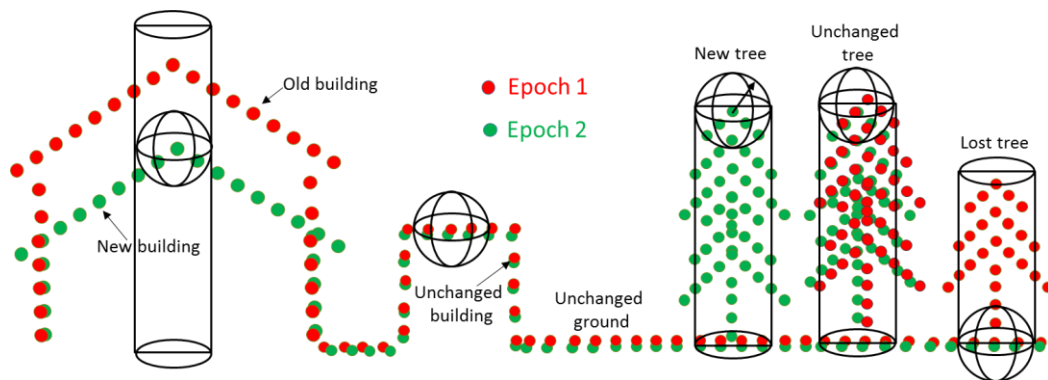 Old building
New building
Epoch 1
Epoch 2
Unchanged
building
Unchanged
ground
New tree
Unchanged
tree
Lost tree